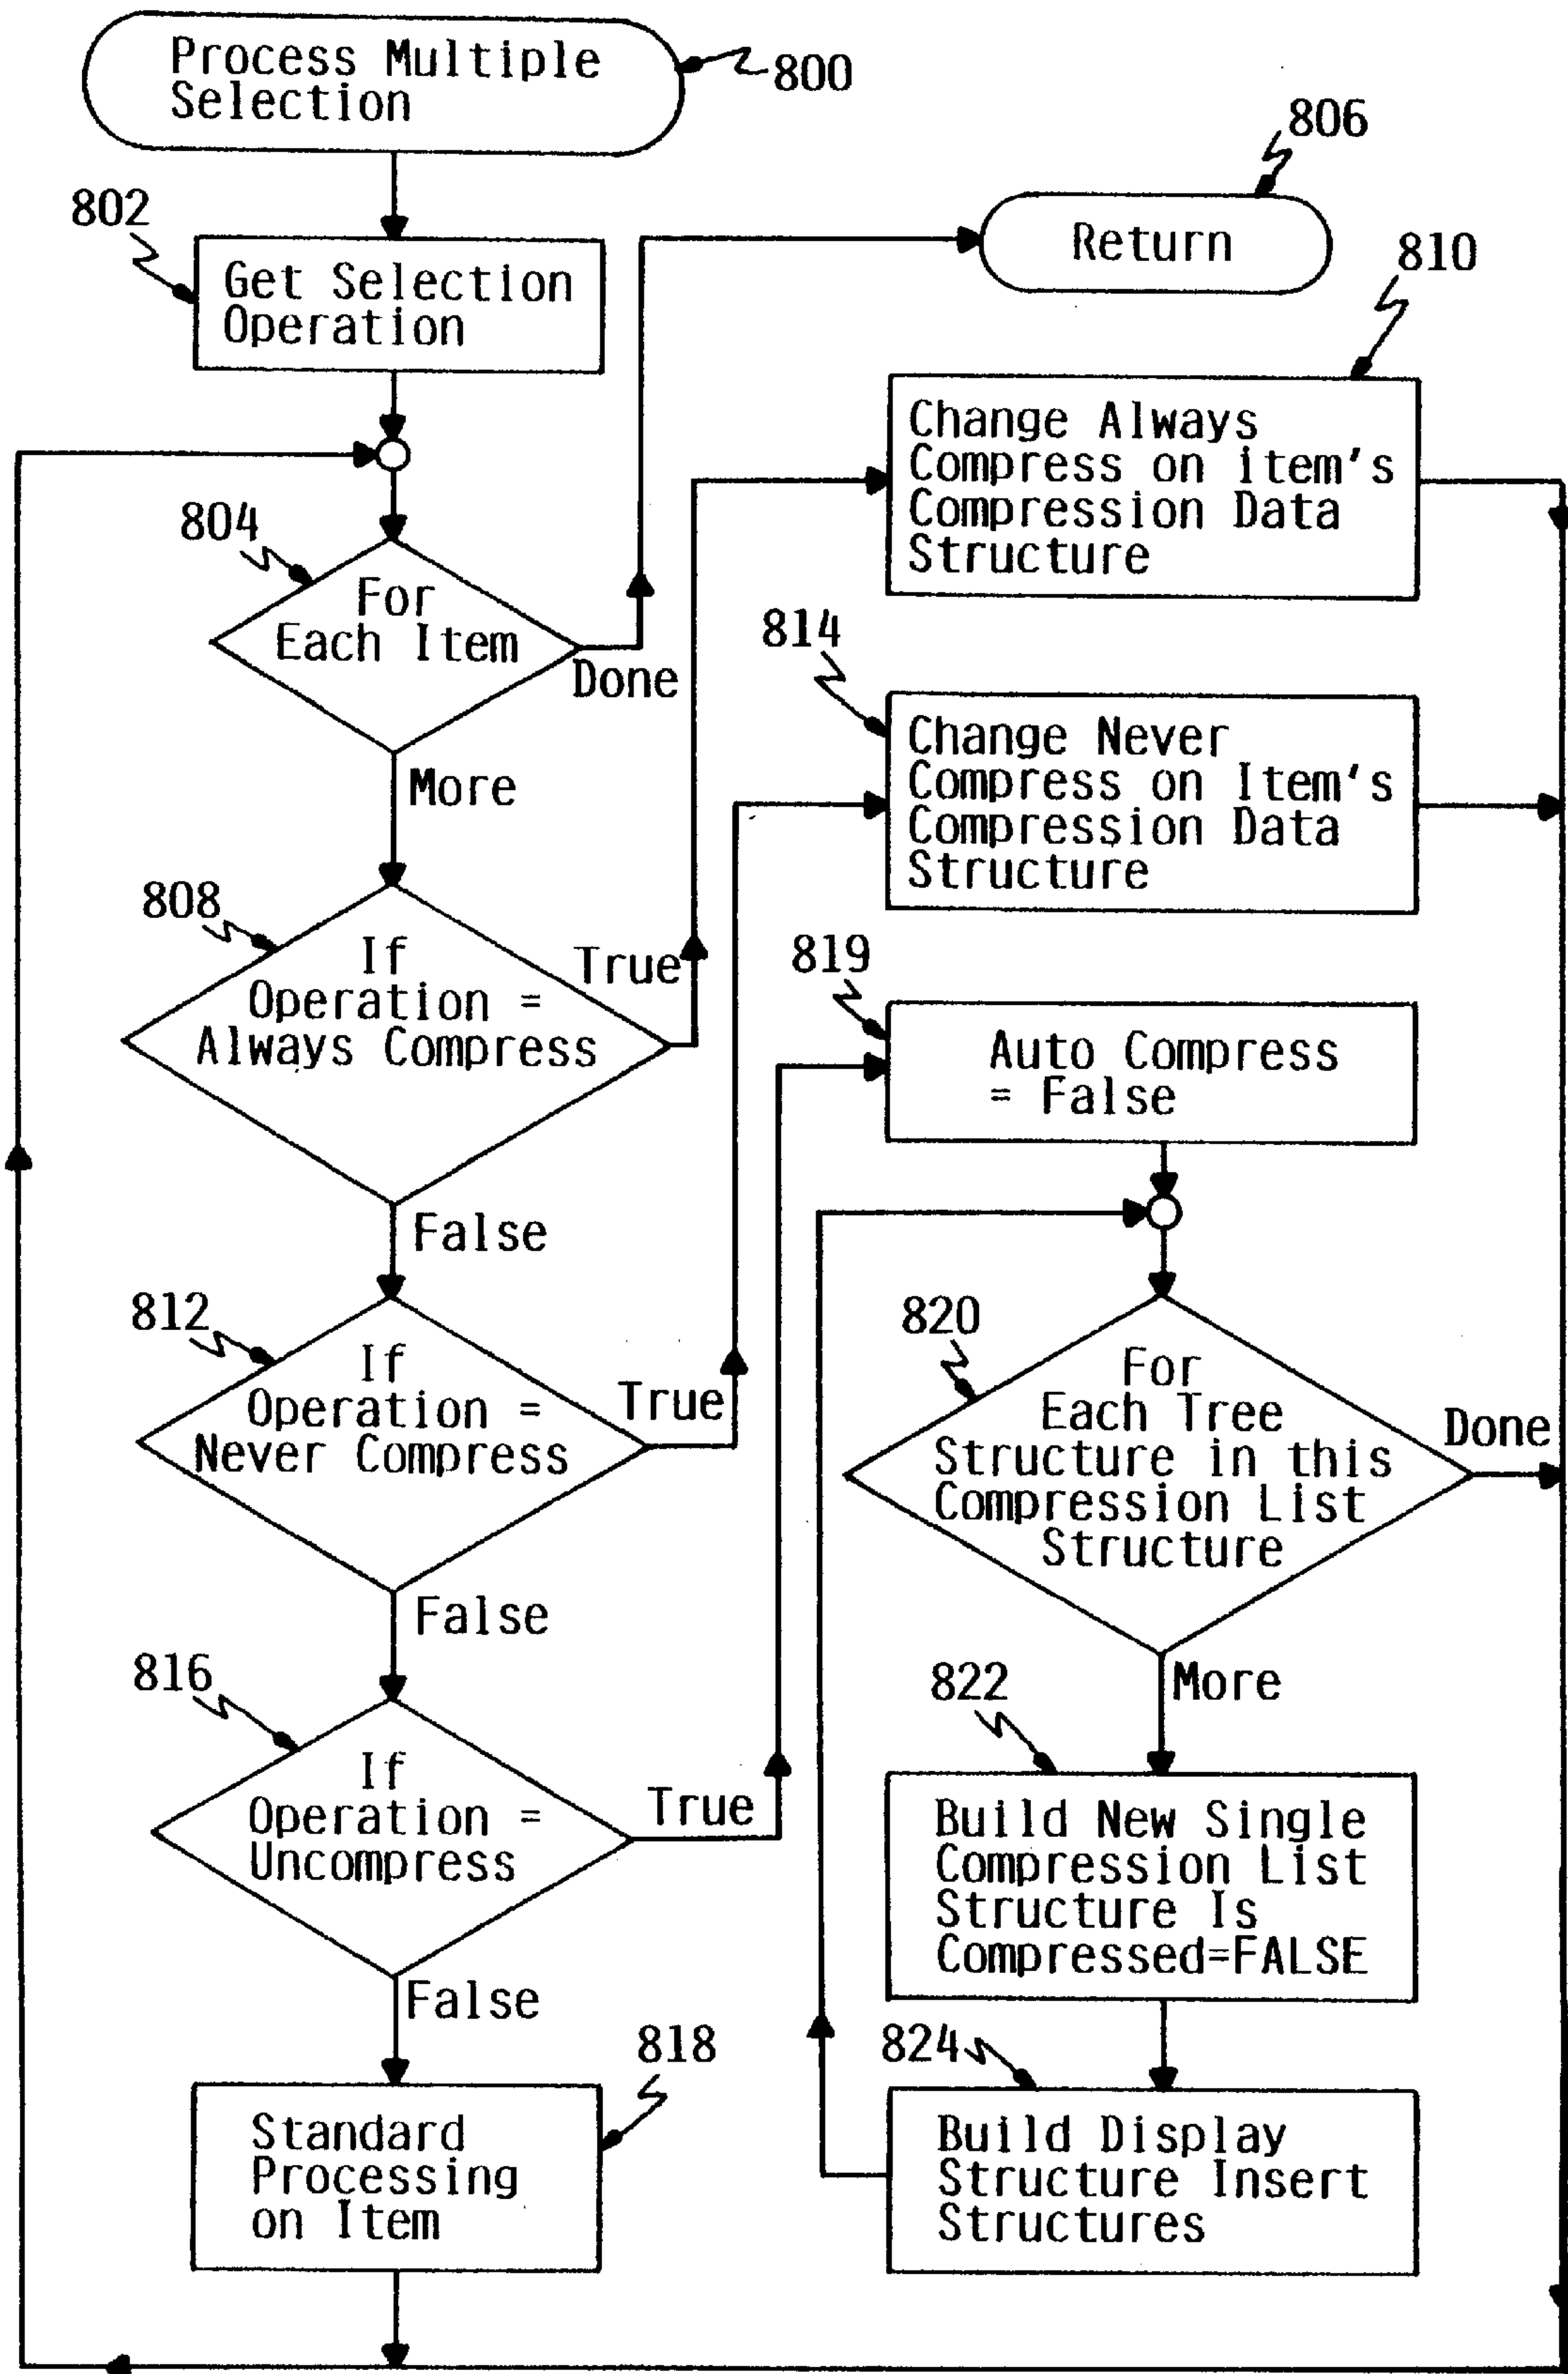 Process Multiple
Selection
800
806
802
Get Selection
Operation
Return
810
Change Always
Compress on item's
Compression Data
Structure
804
For
Each Item
Done
More
814
Change Never
Compress on Item's
Compression Data
Structure
808
If
Operation =
Always Compress
True
False
819
Auto Compress
= False
812
If
Operation =
Never Compress
True
False
820
For
Each Tree
Structure in this
Compression List
Structure
Done
More
816
If
Operation =
Uncompress
True
False
822
Build New Single
Compression List
Structure Is
Compressed=FALSE
818
Standard
Processing
on Item
824
Build Display
Structure Insert
Structures